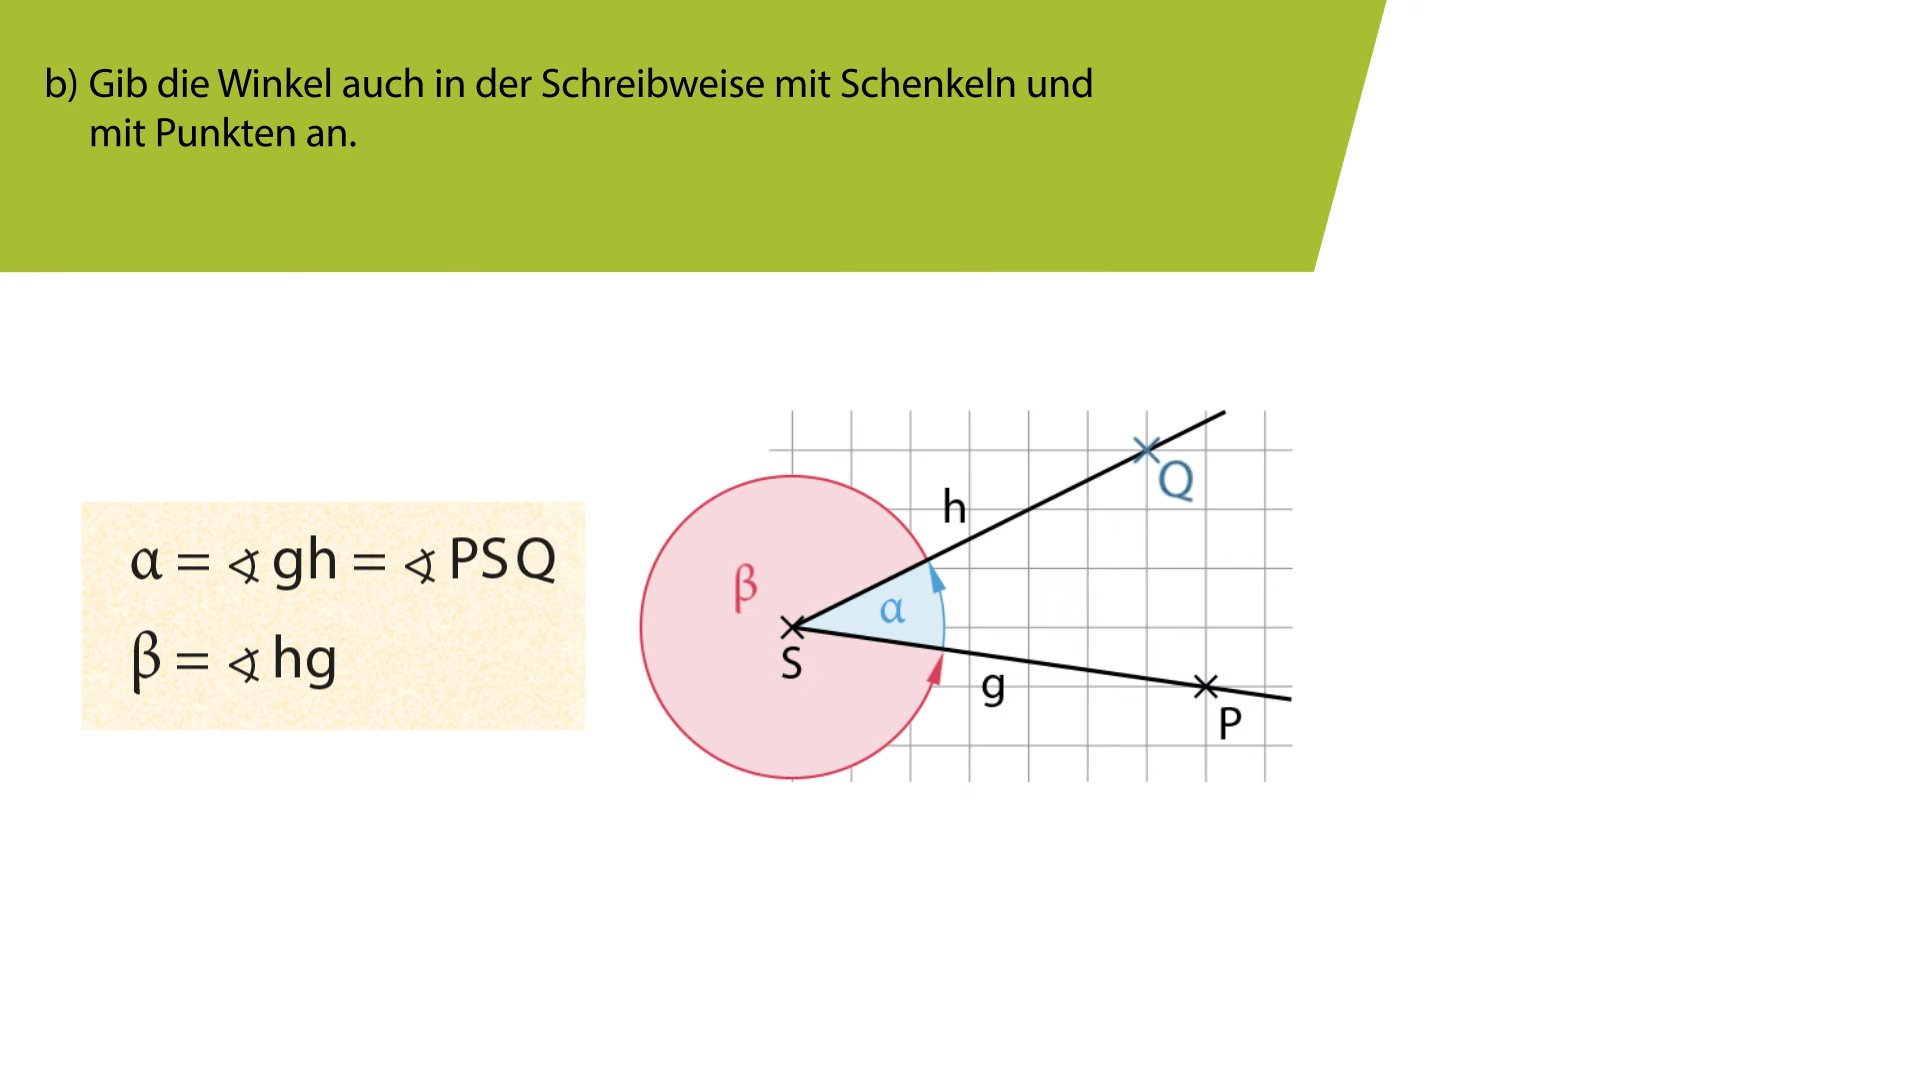 b) Gib die Winkel auch in der Schreibweise mit Schenkeln und
mit Punkten an.
α = ∢ gh = ∢ PSQ
β = ∢ hg
Q
h
β
α
S
g
P